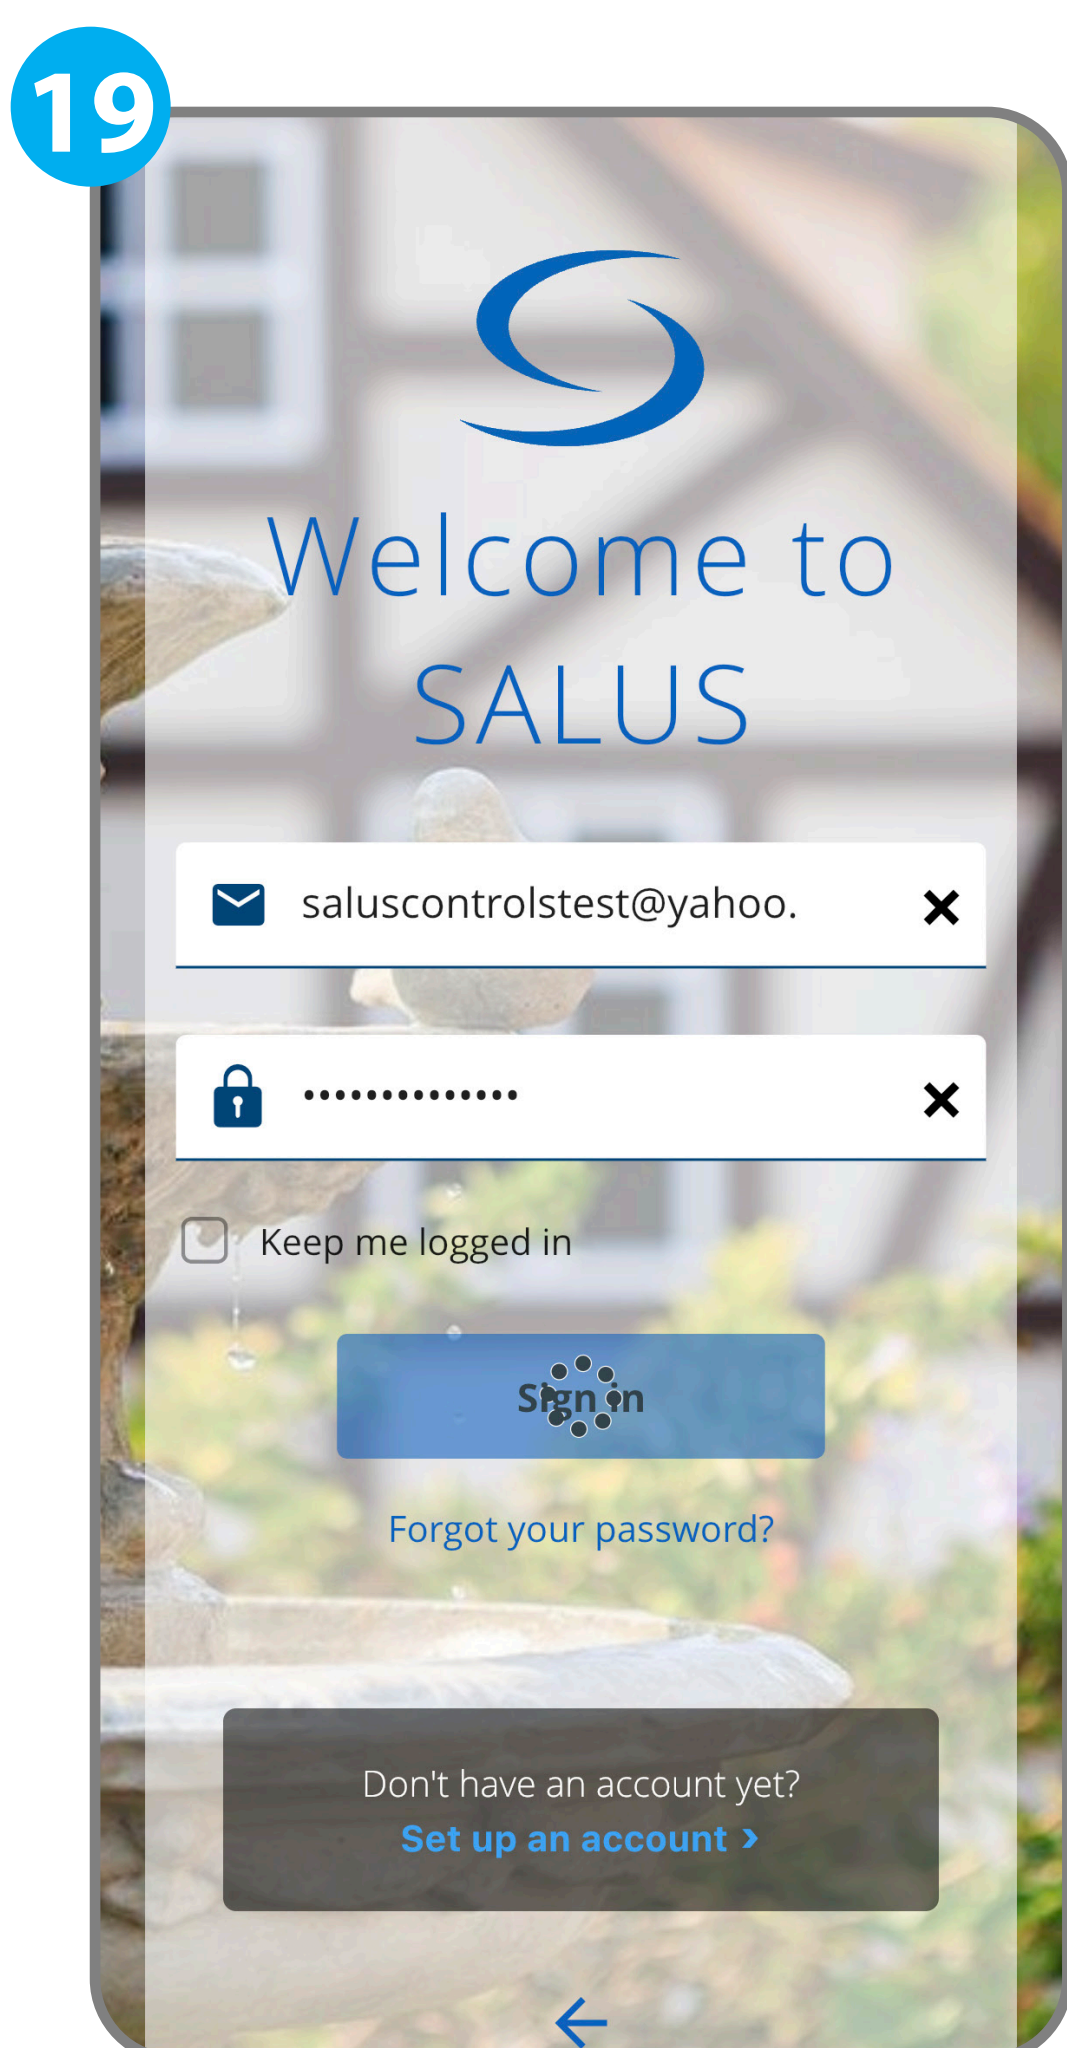 19
Welcome to
SALUS
saluscontrolstest@yahoo.
••••••••••••••
Keep me logged in
Sign in
Forgot your password?
Don't have an account yet?
Set up an account ›